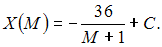 X(M) = −36/(M + 1) + C.